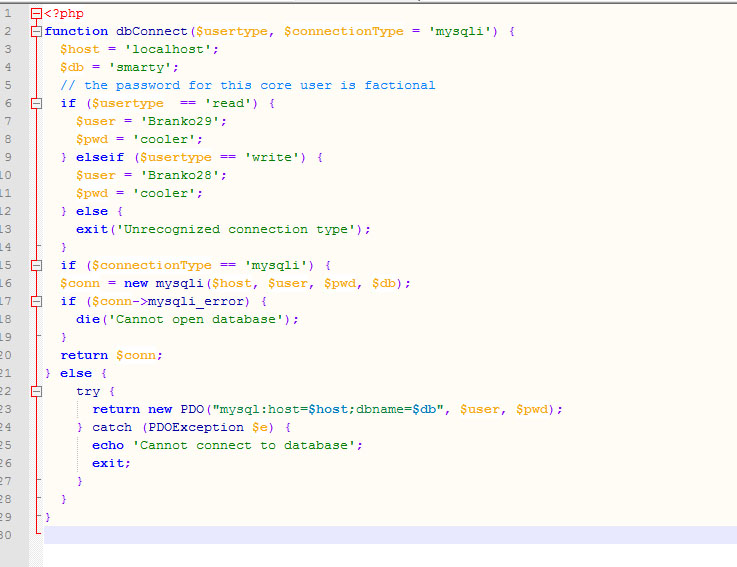 1 <?php
2 function dbConnect($usertype, $connectionType = 'mysqli') {
3 $host = 'localhost';
4 $db = 'smarty';
5 // the password for this core user is factional
6 if ($usertype  == 'read') {
7 $user = 'Branko29';
8 $pwd = 'cooler';
9 } elseif ($usertype == 'write') {
10 $user = 'Branko28';
11 $pwd = 'cooler';
12 } else {
13 exit('Unrecognized connection type');
14 }
15 if ($connectionType == 'mysqli') {
16 $conn = new mysqli($host, $user, $pwd, $db);
17 if ($conn->mysqli_error) {
18 die('Cannot open database');
19 }
20 return $conn;
21 } else {
22 try {
23 return new PDO("mysql:host=$host;dbname=$db", $user, $pwd);
24 } catch (PDOException $e) {
25 echo 'Cannot connect to database';
26 exit;
27 }
28 }
29 }
30